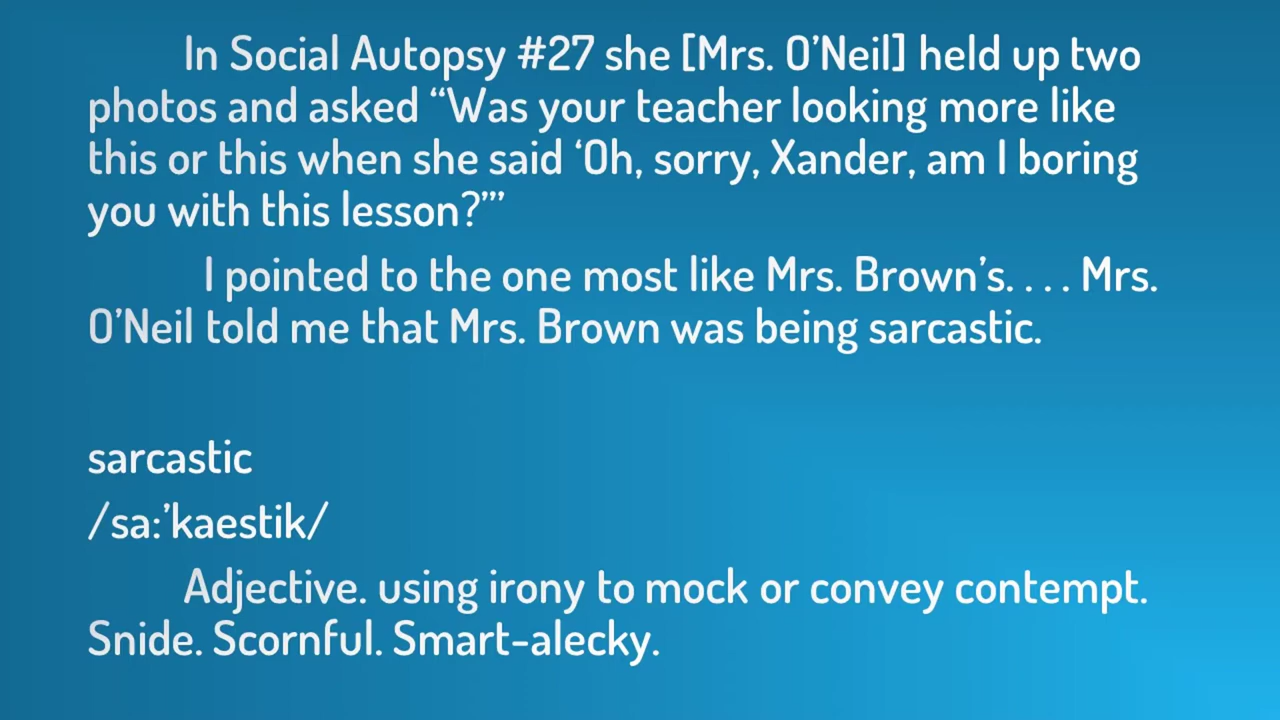 In Social Autopsy #27 she [Mrs. O’Neil] held up two
photos and asked “Was your teacher looking more like
this or this when she said ‘Oh, sorry, Xander, am I boring
you with this lesson?’”
I pointed to the one most like Mrs. Brown’s. . . . Mrs.
O’Neil told me that Mrs. Brown was being sarcastic.
sarcastic
/sa:’kaestik/
Adjective. using irony to mock or convey contempt.
Snide. Scornful. Smart-alecky.